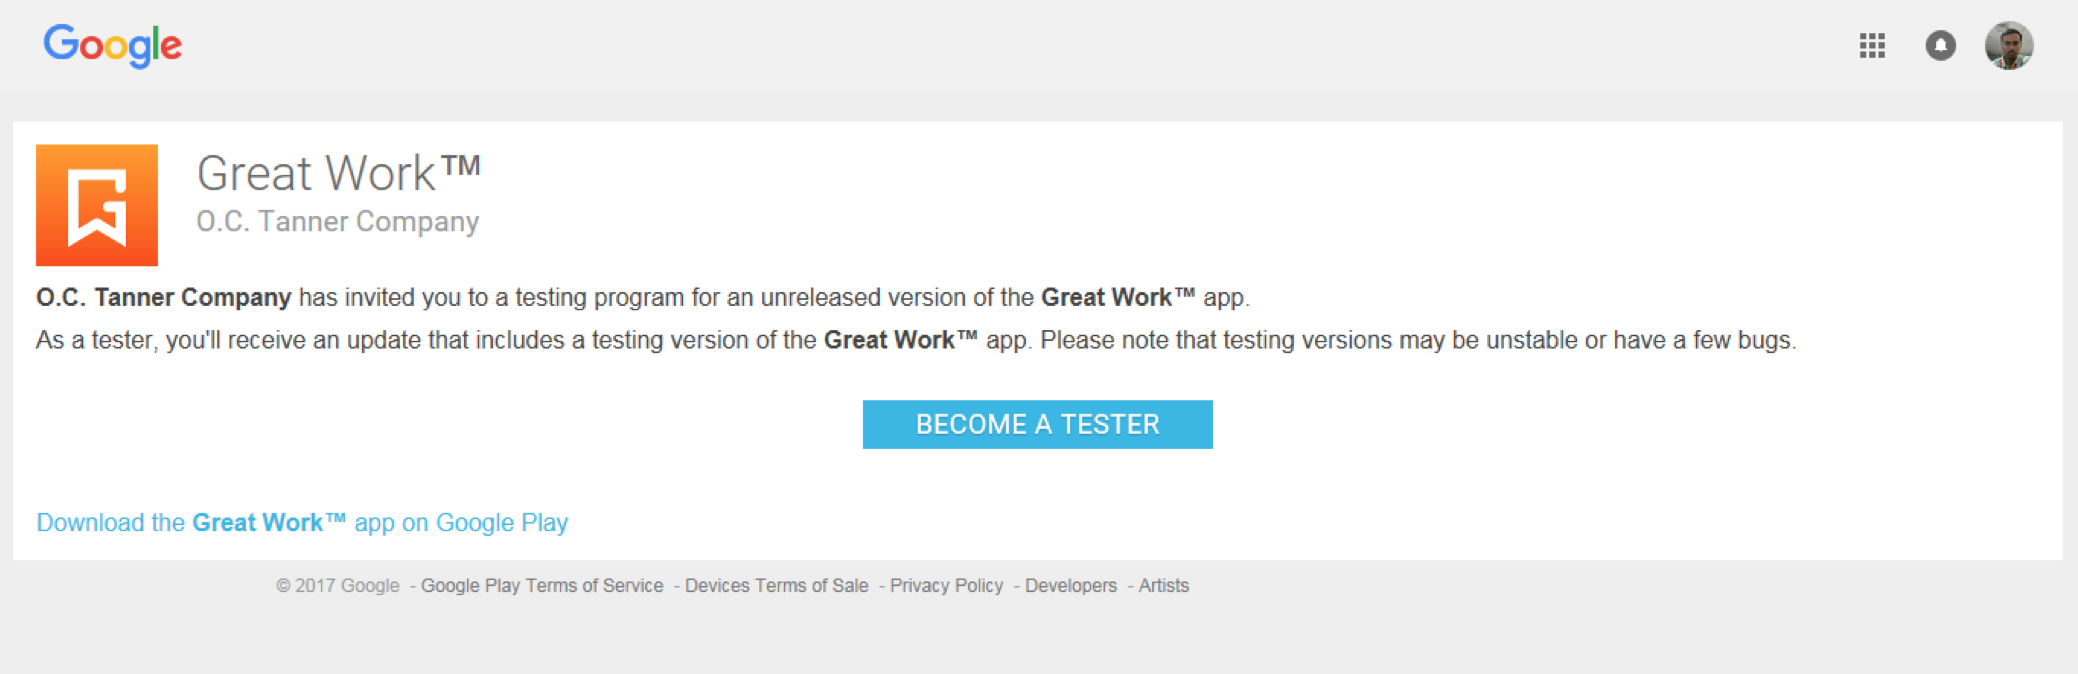 Google
Great Work™
O.C. Tanner Company
O.C. Tanner Company has invited you to a testing program for an unreleased version of the Great Work™ app.
As a tester, you'll receive an update that includes a testing version of the Great Work™ app. Please note that testing versions may be unstable or have a few bugs.
BECOME A TESTER
Download the Great Work™ app on Google Play
© 2017 Google - Google Play Terms of Service - Devices Terms of Sale - Privacy Policy - Developers - Artists